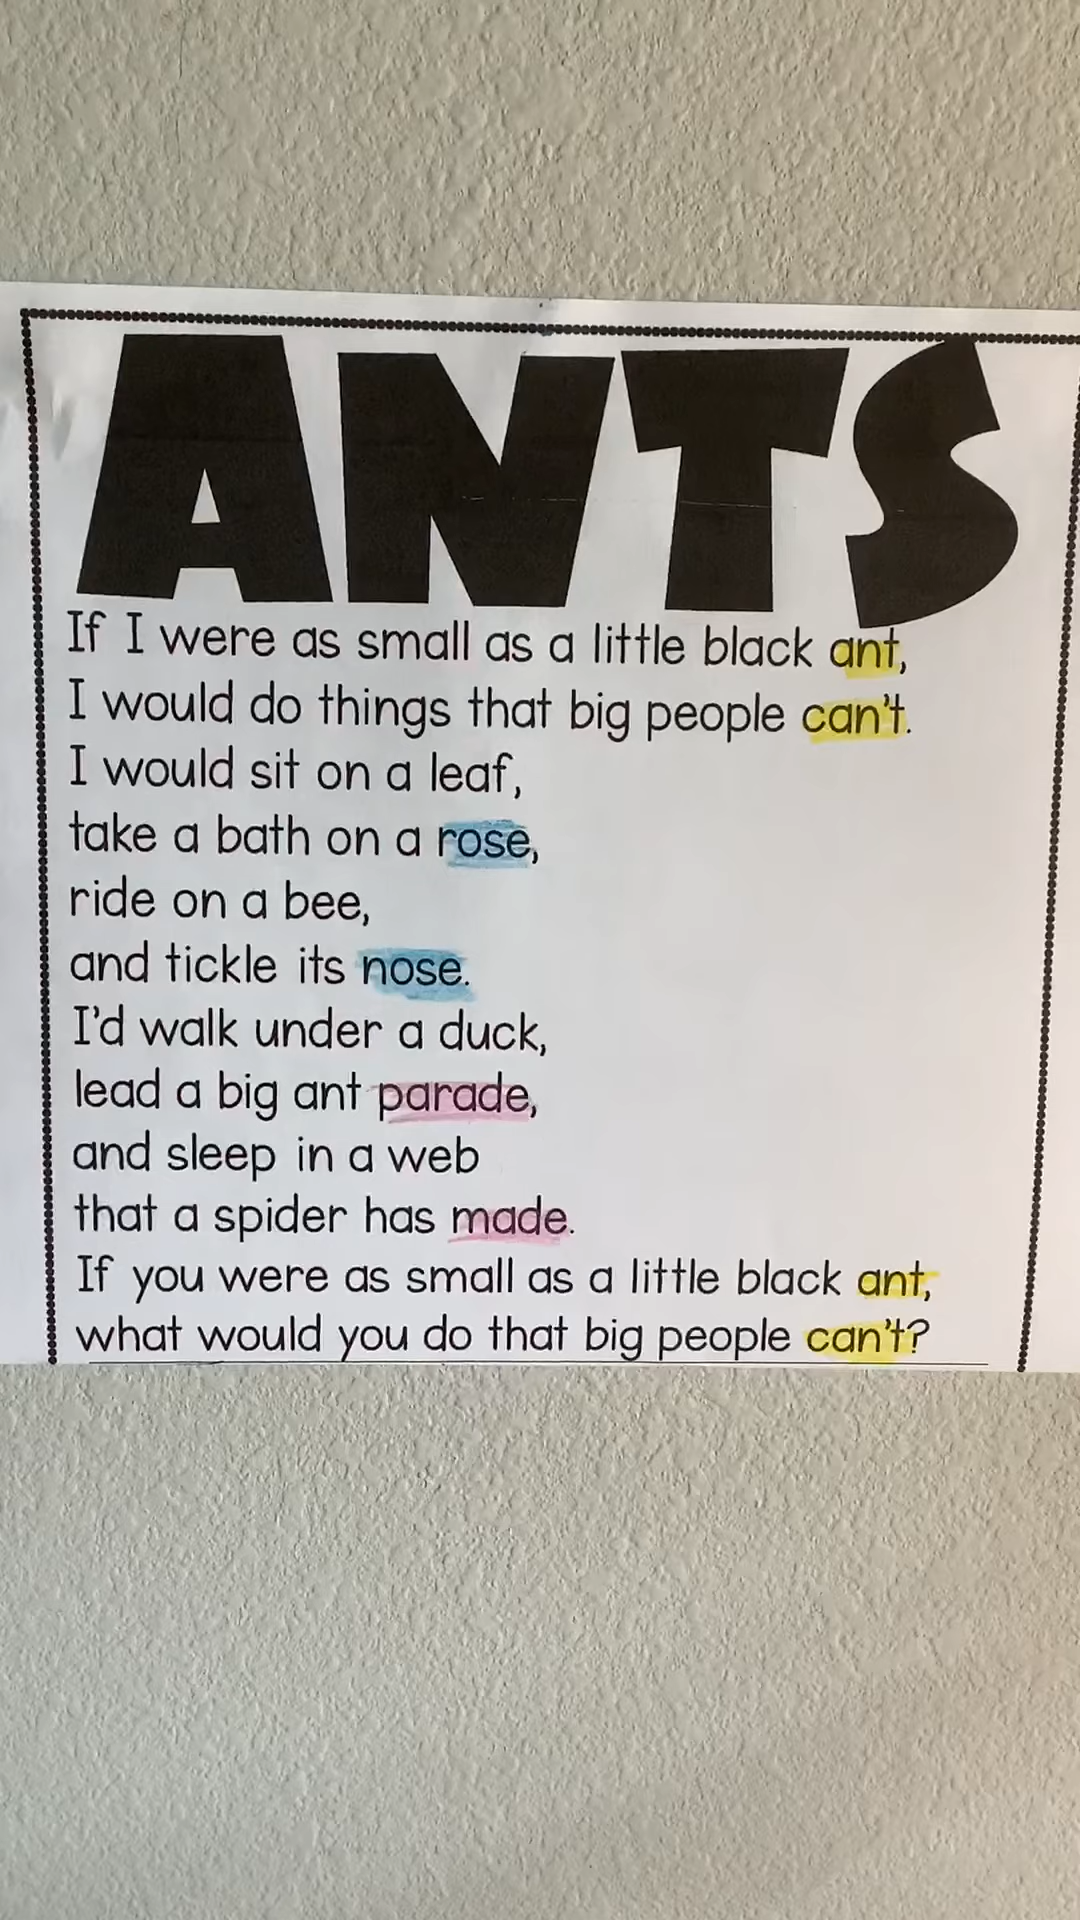 ANTS
If I were as small as a little black ant,
I would do things that big people can't.
I would sit on a leaf,
take a bath on a rose,
ride on a bee,
and tickle its nose.
I'd walk under a duck,
lead a big ant parade,
and sleep in a web
that a spider has made.
If you were as small as a little black ant,
what would you do that big people can't?